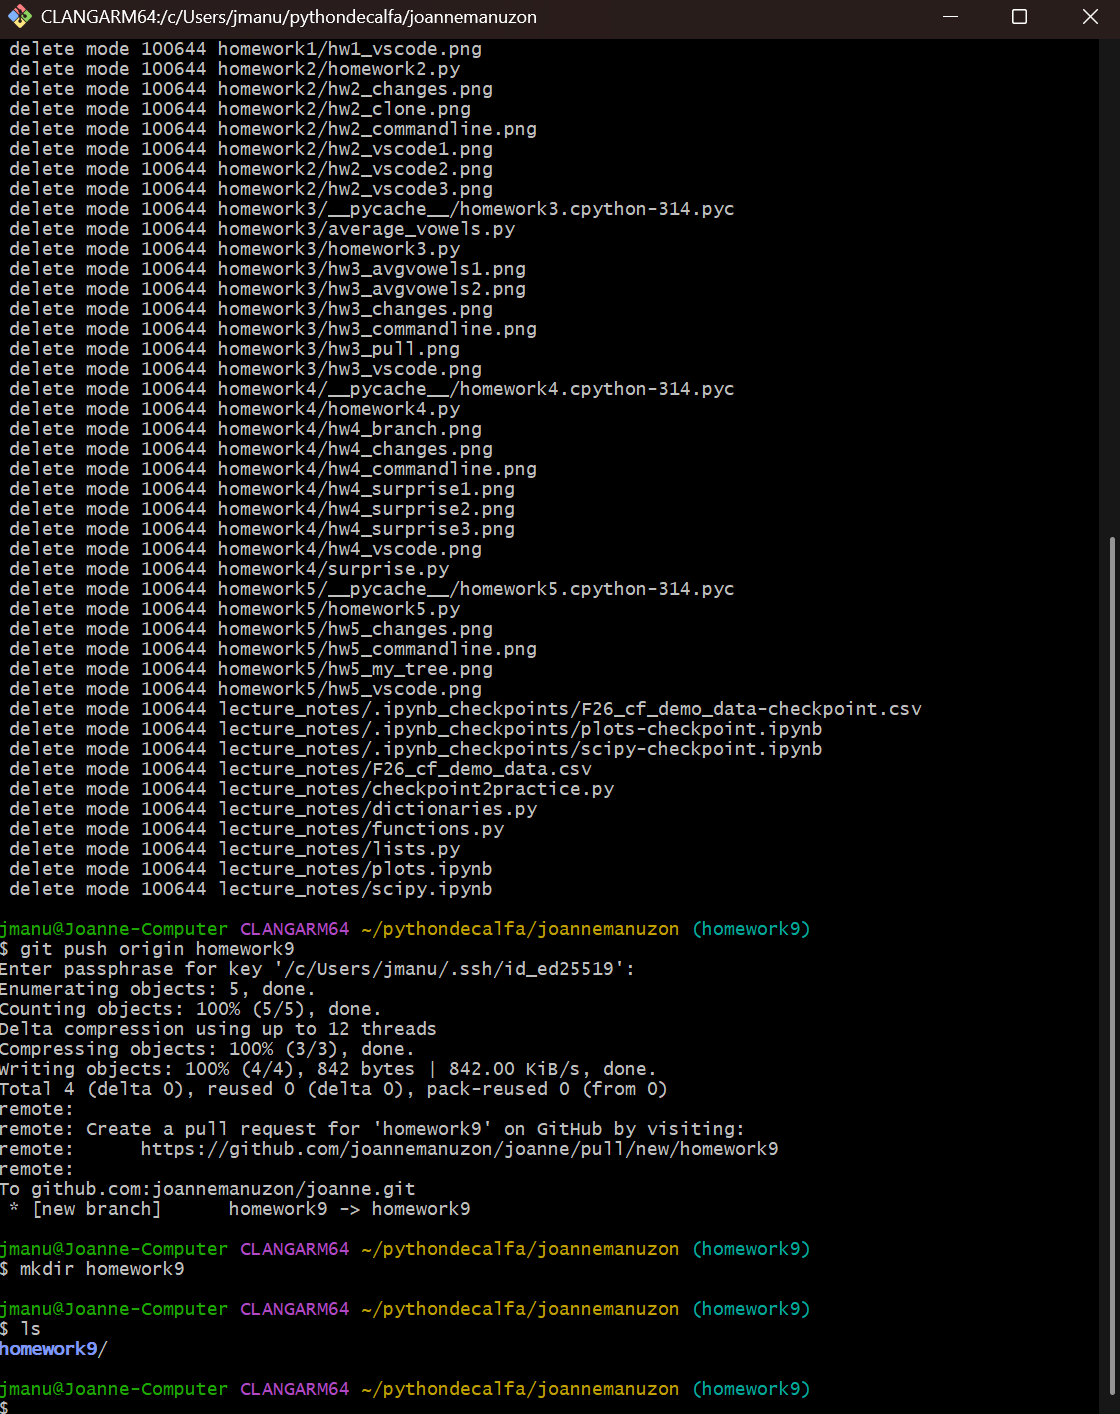 CLANGARM64:/c/Users/jmanu/pythondecalfa/joannemanuzon
delete mode 100644 homework1/hw1_vscode.png
delete mode 100644 homework2/homework2.py
delete mode 100644 homework2/hw2_changes.png
delete mode 100644 homework2/hw2_clone.png
delete mode 100644 homework2/hw2_commandline.png
delete mode 100644 homework2/hw2_vscode1.png
delete mode 100644 homework2/hw2_vscode2.png
delete mode 100644 homework2/hw2_vscode3.png
delete mode 100644 homework3/__pycache__/homework3.cpython-314.pyc
delete mode 100644 homework3/average_vowels.py
delete mode 100644 homework3/homework3.py
delete mode 100644 homework3/hw3_avgvowels1.png
delete mode 100644 homework3/hw3_avgvowels2.png
delete mode 100644 homework3/hw3_changes.png
delete mode 100644 homework3/hw3_commandline.png
delete mode 100644 homework3/hw3_pull.png
delete mode 100644 homework3/hw3_vscode.png
delete mode 100644 homework4/__pycache__/homework4.cpython-314.pyc
delete mode 100644 homework4/homework4.py
delete mode 100644 homework4/hw4_branch.png
delete mode 100644 homework4/hw4_changes.png
delete mode 100644 homework4/hw4_commandline.png
delete mode 100644 homework4/hw4_surprise1.png
delete mode 100644 homework4/hw4_surprise2.png
delete mode 100644 homework4/hw4_surprise3.png
delete mode 100644 homework4/hw4_vscode.png
delete mode 100644 homework4/surprise.py
delete mode 100644 homework5/__pycache__/homework5.cpython-314.pyc
delete mode 100644 homework5/homework5.py
delete mode 100644 homework5/hw5_changes.png
delete mode 100644 homework5/hw5_commandline.png
delete mode 100644 homework5/hw5_my_tree.png
delete mode 100644 homework5/hw5_vscode.png
delete mode 100644 lecture_notes/.ipynb_checkpoints/F26_cf_demo_data-checkpoint.csv
delete mode 100644 lecture_notes/.ipynb_checkpoints/plots-checkpoint.ipynb
delete mode 100644 lecture_notes/.ipynb_checkpoints/scipy-checkpoint.ipynb
delete mode 100644 lecture_notes/F26_cf_demo_data.csv
delete mode 100644 lecture_notes/checkpoint2practice.py
delete mode 100644 lecture_notes/dictionaries.py
delete mode 100644 lecture_notes/functions.py
delete mode 100644 lecture_notes/lists.py
delete mode 100644 lecture_notes/plots.ipynb
delete mode 100644 lecture_notes/scipy.ipynb
jmanu@Joanne-Computer CLANGARM64 ~/pythondecalfa/joannemanuzon (homework9)
$ git push origin homework9
Enter passphrase for key '/c/Users/jmanu/.ssh/id_ed25519':
Enumerating objects: 5, done.
Counting objects: 100% (5/5), done.
Delta compression using up to 12 threads
Compressing objects: 100% (3/3), done.
Writing objects: 100% (4/4), 842 bytes | 842.00 KiB/s, done.
Total 4 (delta 0), reused 0 (delta 0), pack-reused 0 (from 0)
remote:
remote: Create a pull request for 'homework9' on GitHub by visiting:
remote:      https://github.com/joannemanuzon/joanne/pull/new/homework9
remote:
To github.com:joannemanuzon/joanne.git
 * [new branch]      homework9 -> homework9
jmanu@Joanne-Computer CLANGARM64 ~/pythondecalfa/joannemanuzon (homework9)
$ mkdir homework9
jmanu@Joanne-Computer CLANGARM64 ~/pythondecalfa/joannemanuzon (homework9)
$ ls
homework9/
jmanu@Joanne-Computer CLANGARM64 ~/pythondecalfa/joannemanuzon (homework9)
$